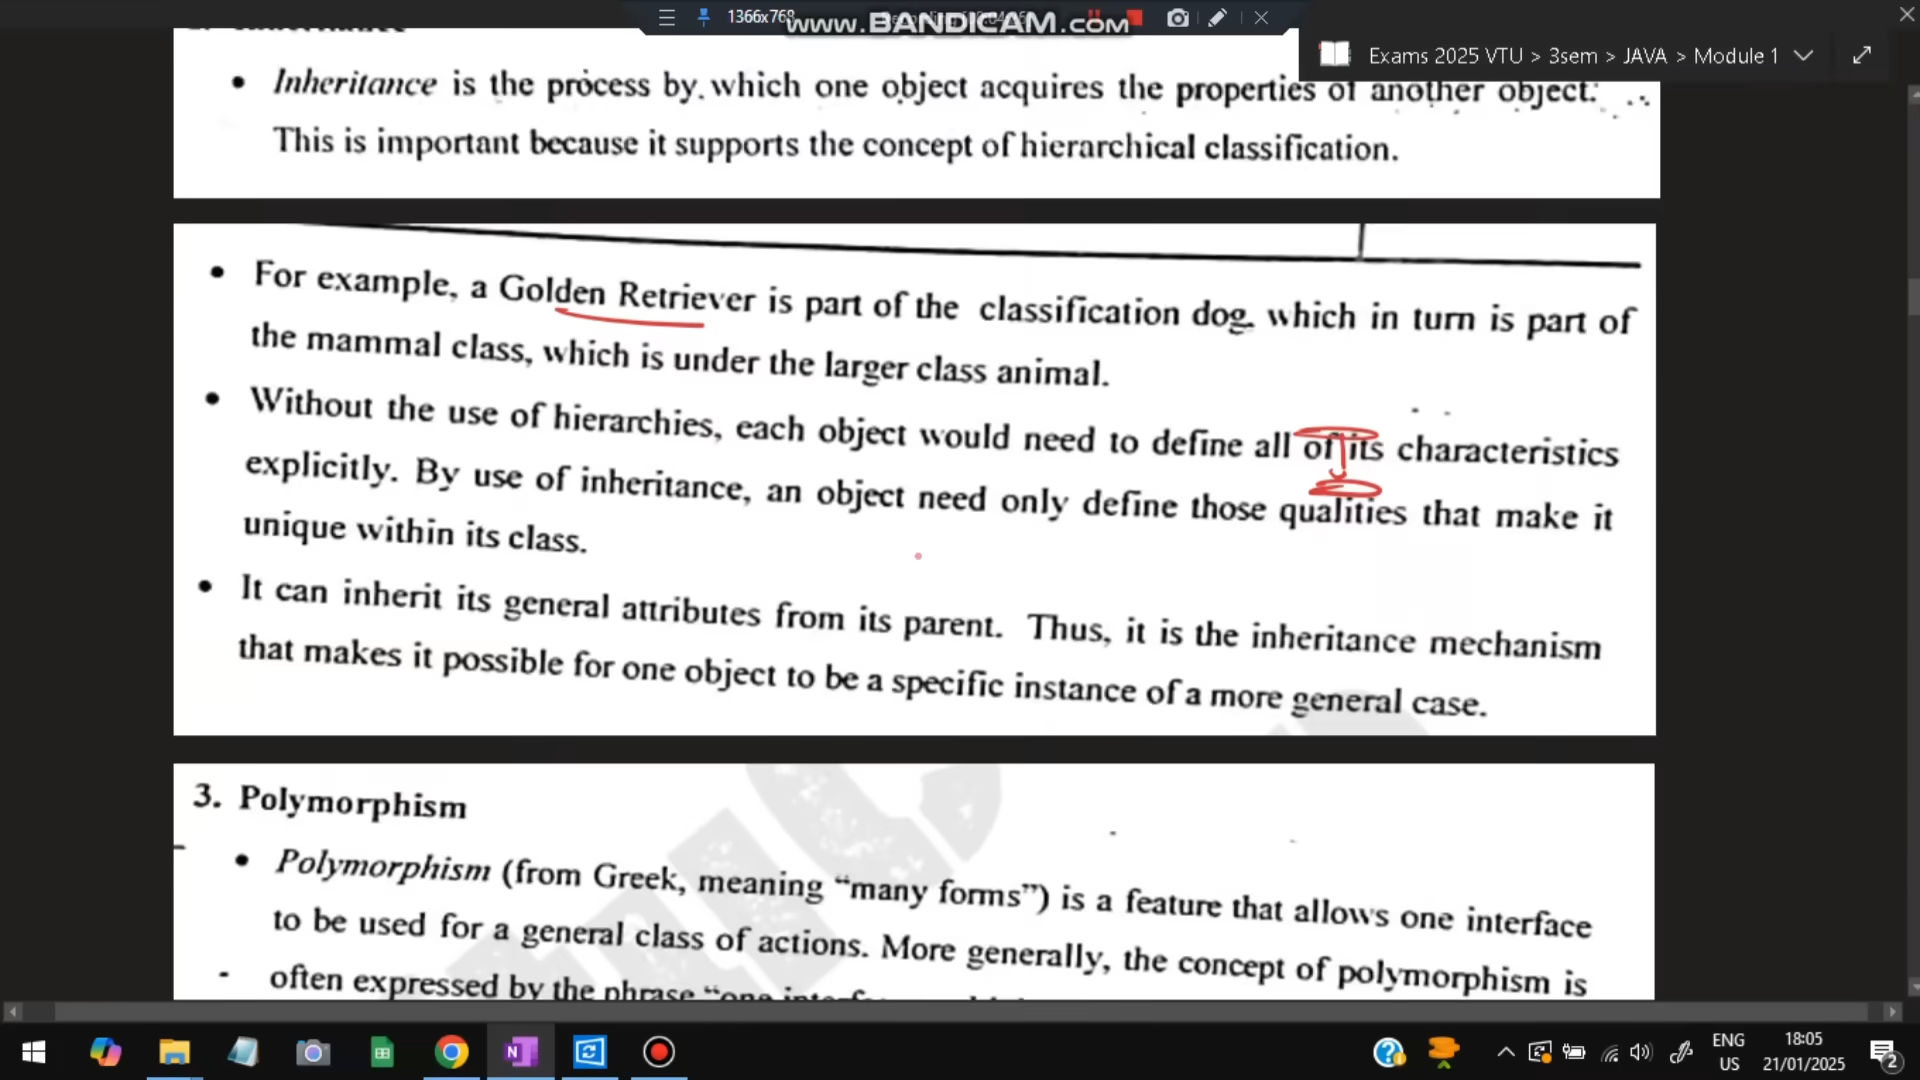 1366x768
www.BANDICAM.com
Exams 2025 VTU > 3sem > JAVA > Module 1
• Inheritance is the process by which one object acquires the properties of another object.
This is important because it supports the concept of hierarchical classification.
• For example, a Golden Retriever is part of the classification dog, which in turn is part of
the mammal class, which is under the larger class animal.
• Without the use of hierarchies, each object would need to define all of its characteristics
explicitly. By use of inheritance, an object need only define those qualities that make it
unique within its class.
• It can inherit its general attributes from its parent. Thus, it is the inheritance mechanism
that makes it possible for one object to be a specific instance of a more general case.
3. Polymorphism
• Polymorphism (from Greek, meaning “many forms”) is a feature that allows one interface
to be used for a general class of actions. More generally, the concept of polymorphism is
often expressed by the phrase “one
ENG
US
18:05
21/01/2025
2